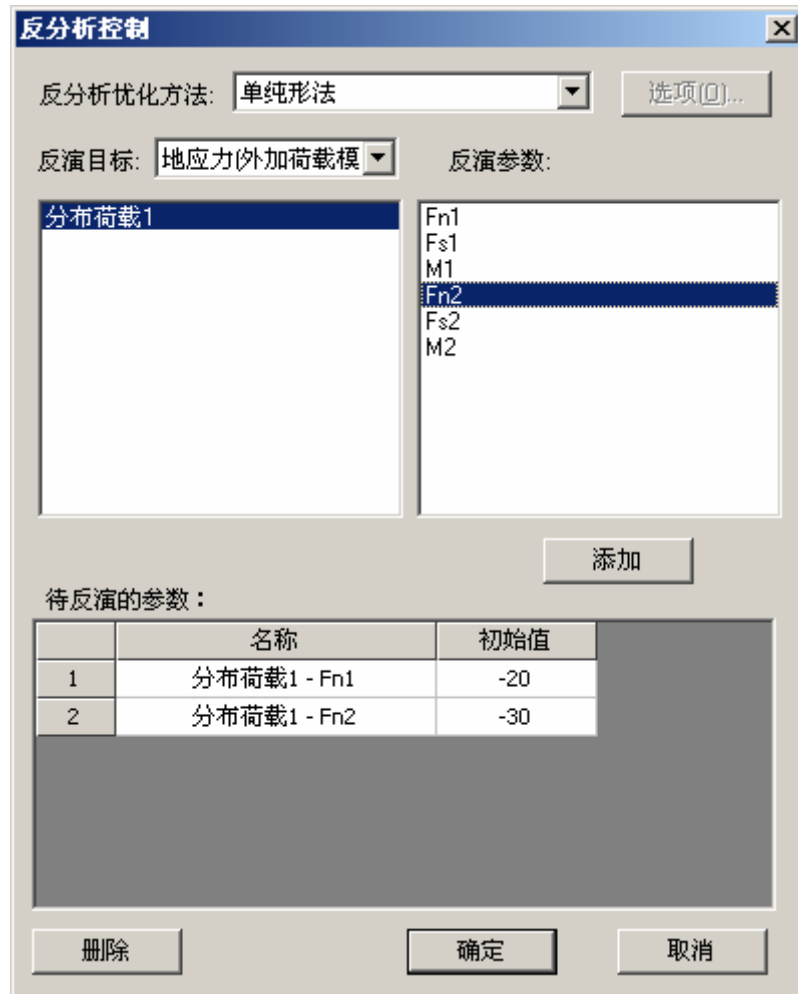 反分析控制
反分析优化方法: 单纯形法 选项(O)...
反演目标: 地应力(外加荷载模 反演参数:
分布荷载1
Fn1
Fs1
M1
Fn2
Fs2
M2
添加
待反演的参数：
名称 初始值
1 分布荷载1 - Fn1 -20
2 分布荷载1 - Fn2 -30
删除 确定 取消